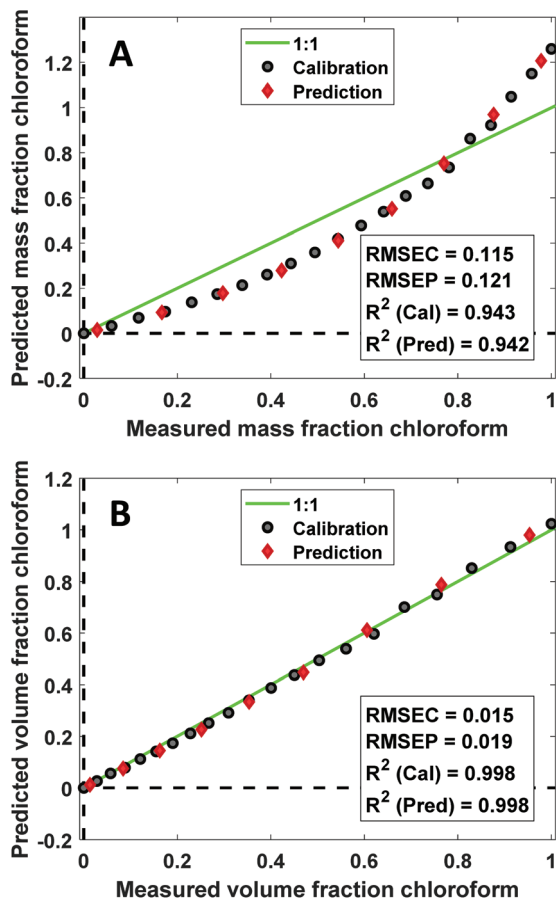 A
1:1
Calibration
Prediction
1.2
1
0.8
0.6
0.4
0.2
0
-0.2
Predicted mass fraction chloroform
RMSEC = 0.115
RMSEP = 0.121
R² (Cal) = 0.943
R² (Pred) = 0.942
0 0.2 0.4 0.6 0.8 1
Measured mass fraction chloroform
B
1:1
Calibration
Prediction
1.2
1
0.8
0.6
0.4
0.2
0
-0.2
Predicted volume fraction chloroform
RMSEC = 0.015
RMSEP = 0.019
R² (Cal) = 0.998
R² (Pred) = 0.998
0 0.2 0.4 0.6 0.8 1
Measured volume fraction chloroform